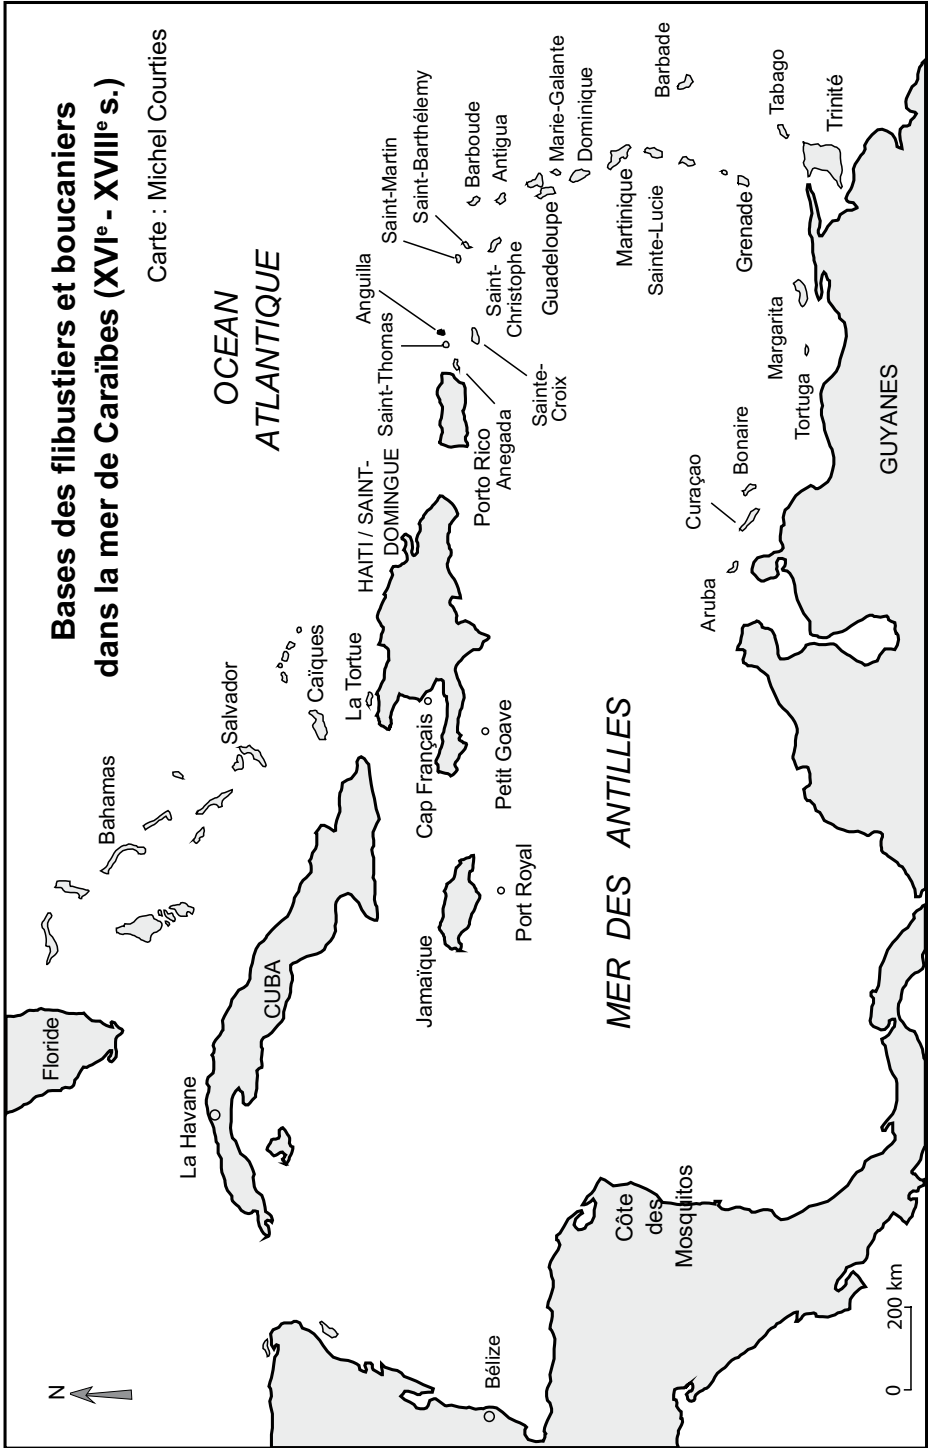 Bases des flibustiers et boucaniers
dans la mer de Caraïbes (XVIe - XVIIIe s.)
Carte : Michel Courties
N
Floride
Bahamas
Salvador
OCEAN
ATLANTIQUE
La Havane
CUBA
Caïques
La Tortue
HAITI / SAINT-
DOMINGUE
Saint-Thomas
Anguilla
Saint-Martin
Saint-Barthélemy
Barboude
Antigua
Jamaïque
Cap Français
Porto Rico
Anegada
Sainte-
Croix
Saint-
Christophe
Guadeloupe
Marie-Galante
Dominique
Bélize
Port Royal
Petit Goave
Martinique
Sainte-Lucie
Barbade
MER DES ANTILLES
Côte
des
Mosquitos
Aruba
Curaçao
Bonaire
Grenade
Tortuga
Margarita
Tabago
Trinité
GUYANES
0
200 km